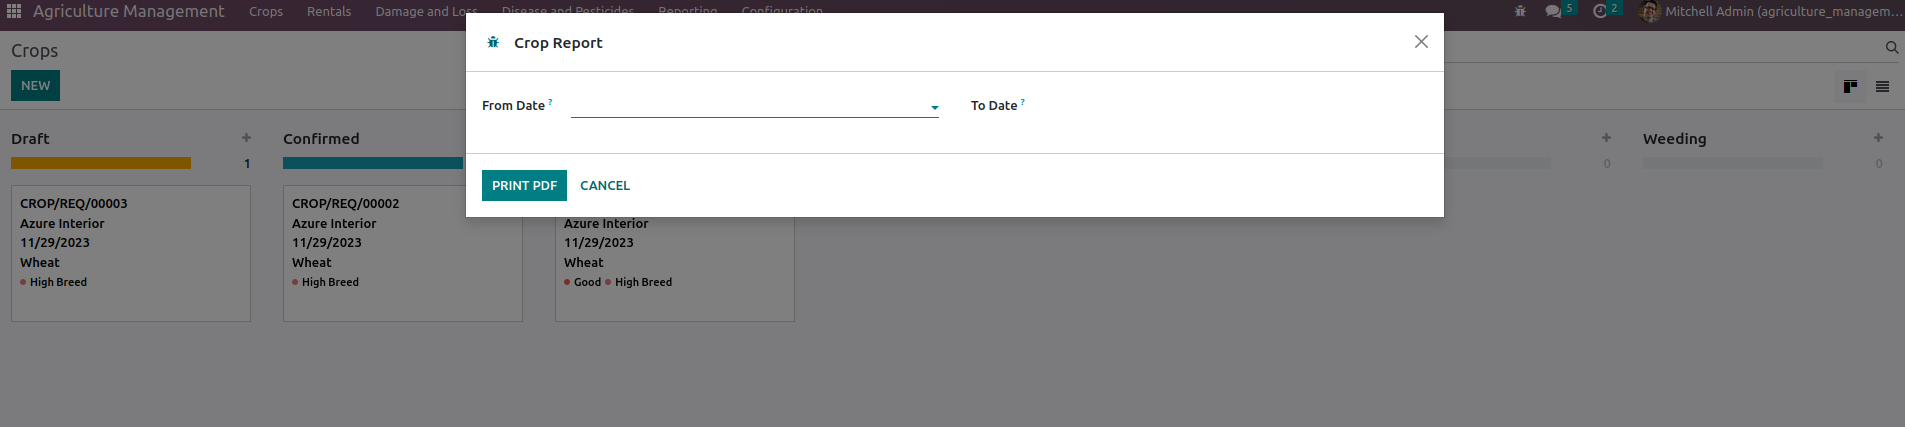 Agriculture Management Crops Rentals Damage and Loss Disease and Pesticides Reporting Configuration 5 2 Mitchell Admin (agriculture_managem...
Crop Report
Crops
NEW
From Date ? To Date ?
Draft + Confirmed + Weeding +
1 0 0
PRINT PDF CANCEL
CROP/REQ/00003
Azure Interior
11/29/2023
Wheat
High Breed
CROP/REQ/00002
Azure Interior
11/29/2023
Wheat
High Breed
Azure Interior
11/29/2023
Wheat
Good High Breed